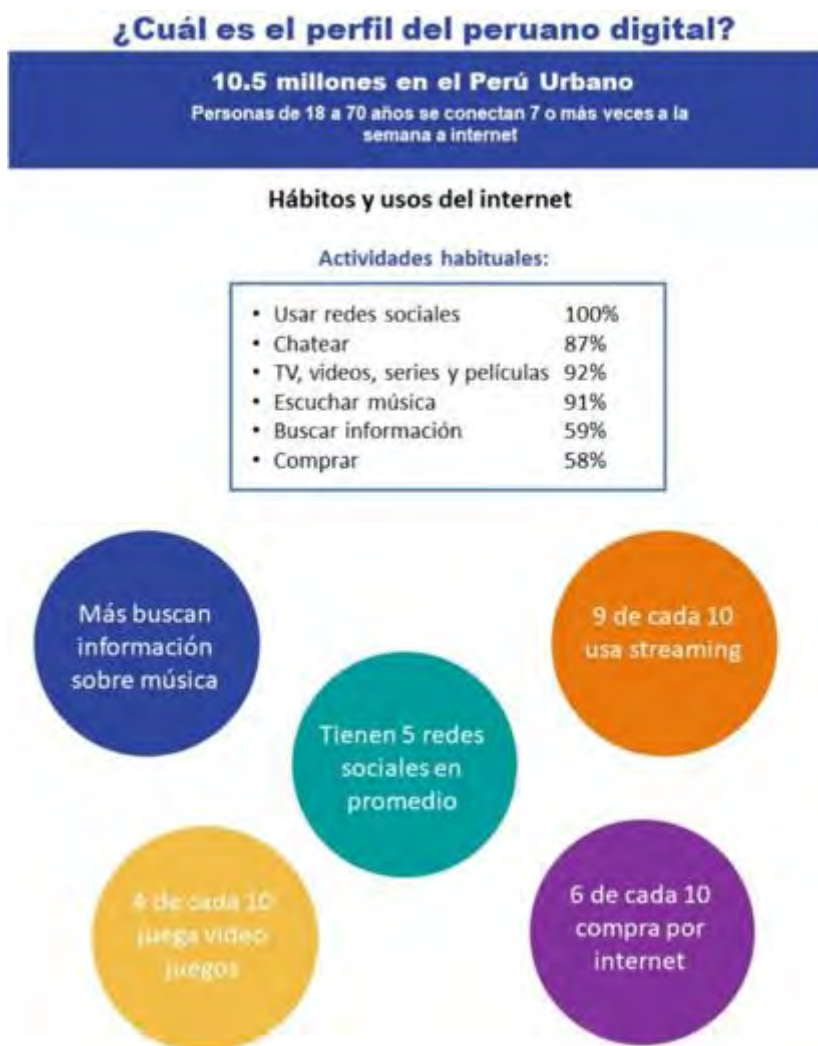 ¿Cuál es el perfil del peruano digital?
10.5 millones en el Perú Urbano
Personas de 18 a 70 años se conectan 7 o más veces a la
semana a internet
Hábitos y usos del internet
Actividades habituales:
• Usar redes sociales 100%
• Chatear 87%
• TV, videos, series y películas 92%
• Escuchar música 91%
• Buscar información 59%
• Comprar 58%
Más buscan
información
sobre música
9 de cada 10
usa streaming
Tienen 5 redes
sociales en
promedio
4 de cada 10
juega video
juegos
6 de cada 10
compra por
internet